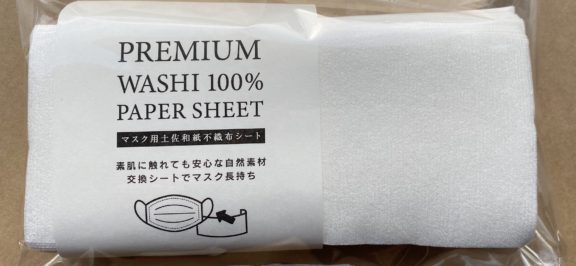 PREMIUM
WASHI 100%
PAPER SHEET
マスク用土佐和紙不織布シート
素肌に触れても安心な自然素材
交換シートでマスク長持ち